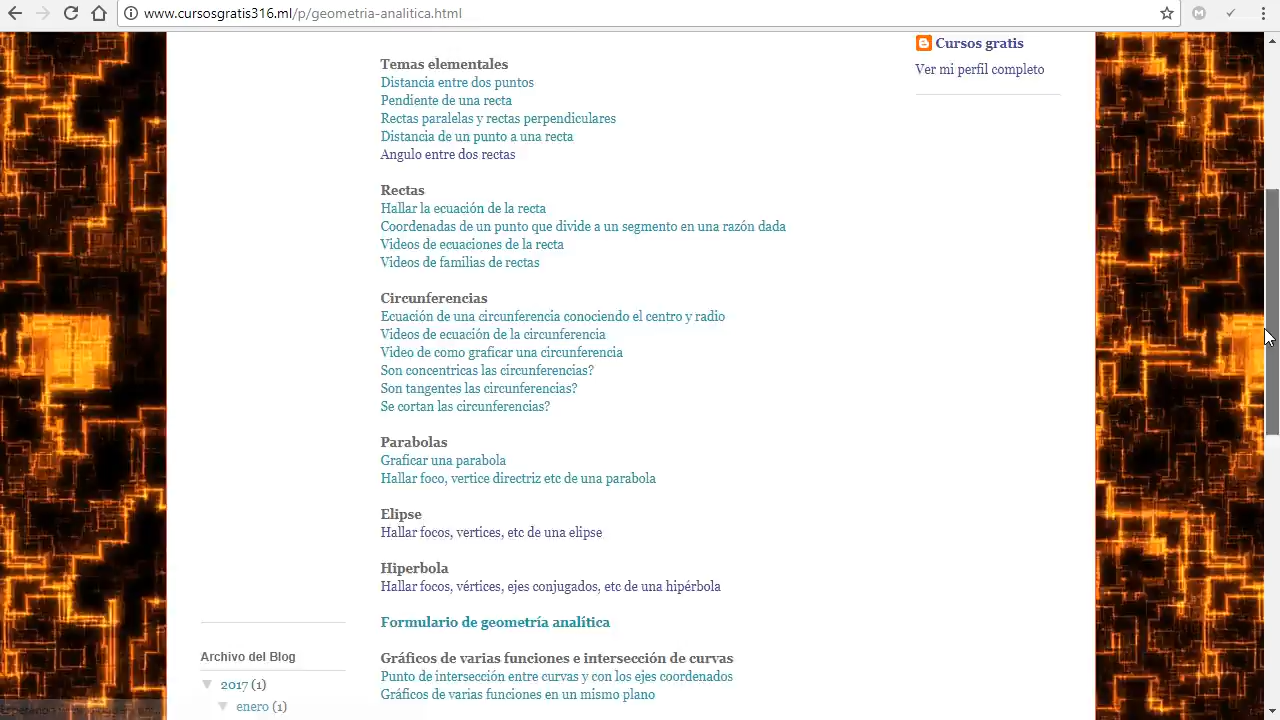 www.cursosgratis316.ml/p/geometria-analitica.html
Cursos gratis
Ver mi perfil completo
Temas elementales
Distancia entre dos puntos
Pendiente de una recta
Rectas paralelas y rectas perpendiculares
Distancia de un punto a una recta
Angulo entre dos rectas
Rectas
Hallar la ecuación de la recta
Coordenadas de un punto que divide a un segmento en una razón dada
Videos de ecuaciones de la recta
Videos de familias de rectas
Circunferencias
Ecuación de una circunferencia conociendo el centro y radio
Videos de ecuación de la circunferencia
Video de como graficar una circunferencia
Son concentricas las circunferencias?
Son tangentes las circunferencias?
Se cortan las circunferencias?
Parabolas
Graficar una parabola
Hallar foco, vertice directriz etc de una parabola
Elipse
Hallar focos, vertices, etc de una elipse
Hiperbola
Hallar focos, vértices, ejes conjugados, etc de una hipérbola
Formulario de geometría analítica
Gráficos de varias funciones e intersección de curvas
Punto de intersección entre curvas y con los ejes coordenados
Gráficos de varias funciones en un mismo plano
Archivo del Blog
▼ 2017 (1)
▼ enero (1)